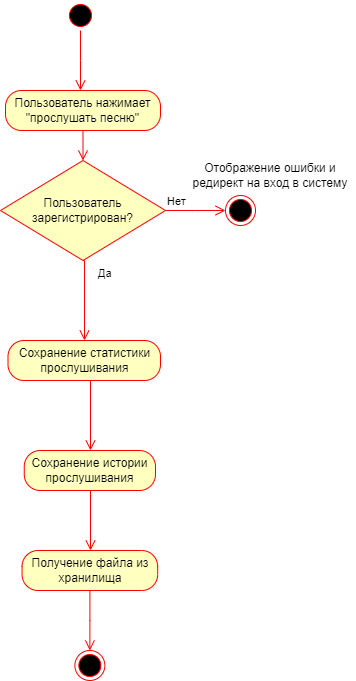 Пользователь нажимает
"прослушать песню"
Отображение ошибки и
редирект на вход в систему
Пользователь
зарегистрирован?
Нет
Да
Сохранение статистики
прослушивания
Сохранение истории
прослушивания
Получение файла из
хранилища